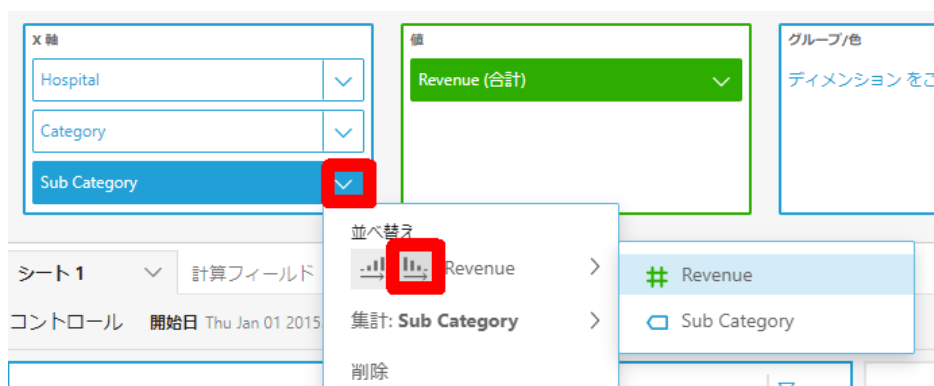 X 軸
Hospital
Category
Sub Category
値
Revenue (合計)
グループ/色
ディメンション をこ
並べ替え
Revenue
集計: Sub Category
削除
Revenue
Sub Category
シート 1
計算フィールド
コントロール 開始日 Thu Jan 01 2015